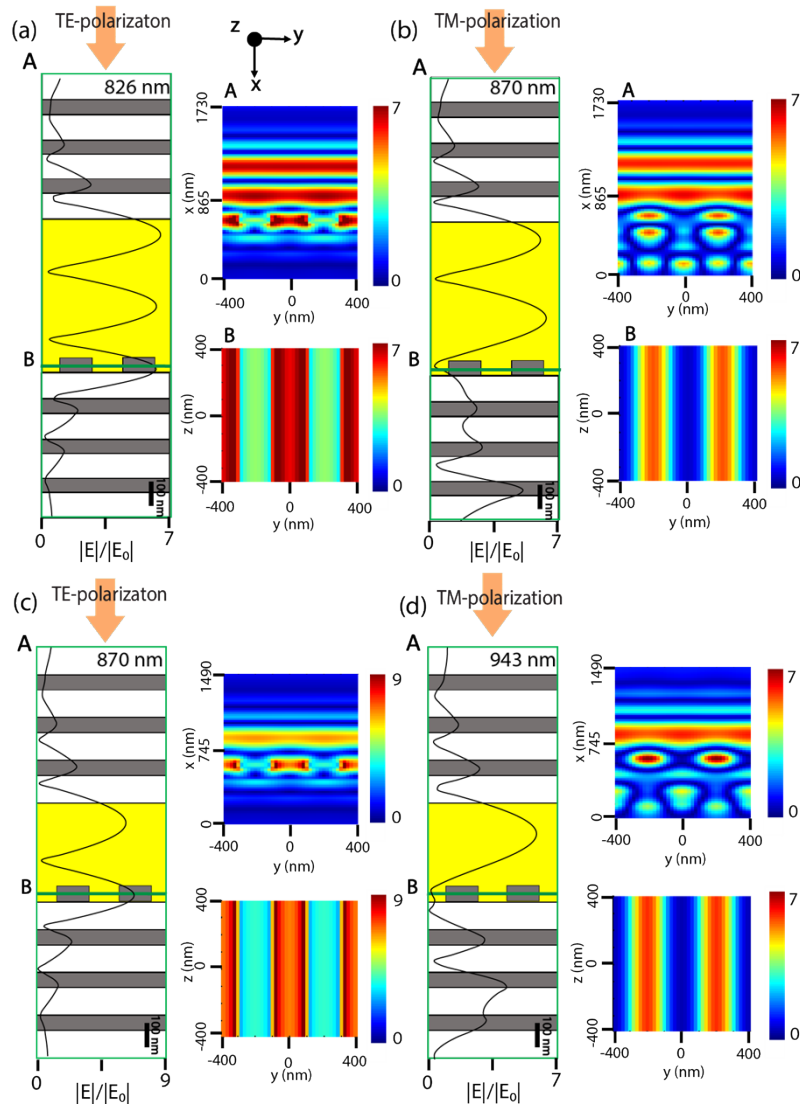 (a)
TE-polarizaton
A
826 nm
B
100 nm
0
7
|E|/|E₀|
z
y
x
A
1730
865
0
x (nm)
-400
0
400
y (nm)
7
0
B
400
0
-400
z (nm)
-400
0
400
y (nm)
7
0
(b)
TM-polarization
A
870 nm
B
100 nm
0
7
|E|/|E₀|
A
1730
865
0
x (nm)
-400
0
400
y (nm)
7
0
B
400
0
-400
z (nm)
-400
0
400
y (nm)
7
0
(c)
TE-polarizaton
A
870 nm
B
100 nm
0
9
|E|/|E₀|
1490
745
0
x (nm)
-400
0
400
y (nm)
9
0
400
0
-400
z (nm)
-400
0
400
y (nm)
9
0
(d)
TM-polarization
A
943 nm
B
100 nm
0
7
|E|/|E₀|
1490
745
0
x (nm)
-400
0
400
y (nm)
7
0
400
0
-400
z (nm)
-400
0
400
y (nm)
7
0